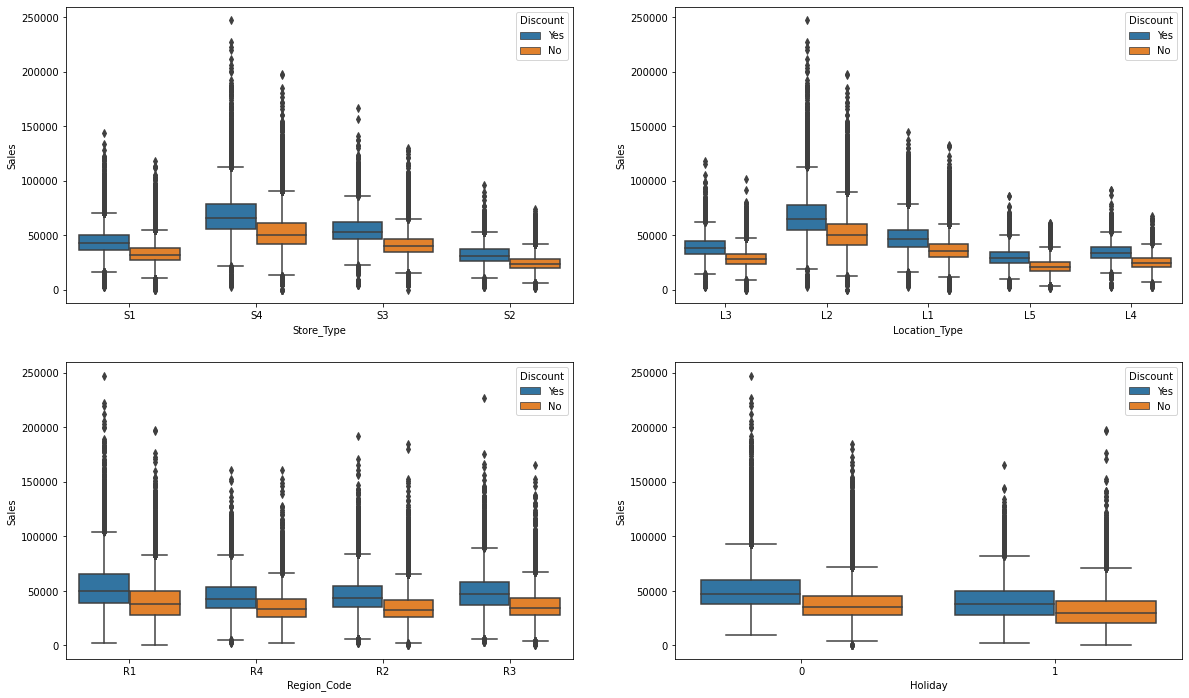 250000
200000
150000
100000
50000
0
Sales
S1 S4 S3 S2
Store_Type
Discount
Yes
No
250000
200000
150000
100000
50000
0
Sales
L3 L2 L1 L5 L4
Location_Type
Discount
Yes
No
250000
200000
150000
100000
50000
0
Sales
R1 R4 R2 R3
Region_Code
Discount
Yes
No
250000
200000
150000
100000
50000
0
Sales
0 1
Holiday
Discount
Yes
No